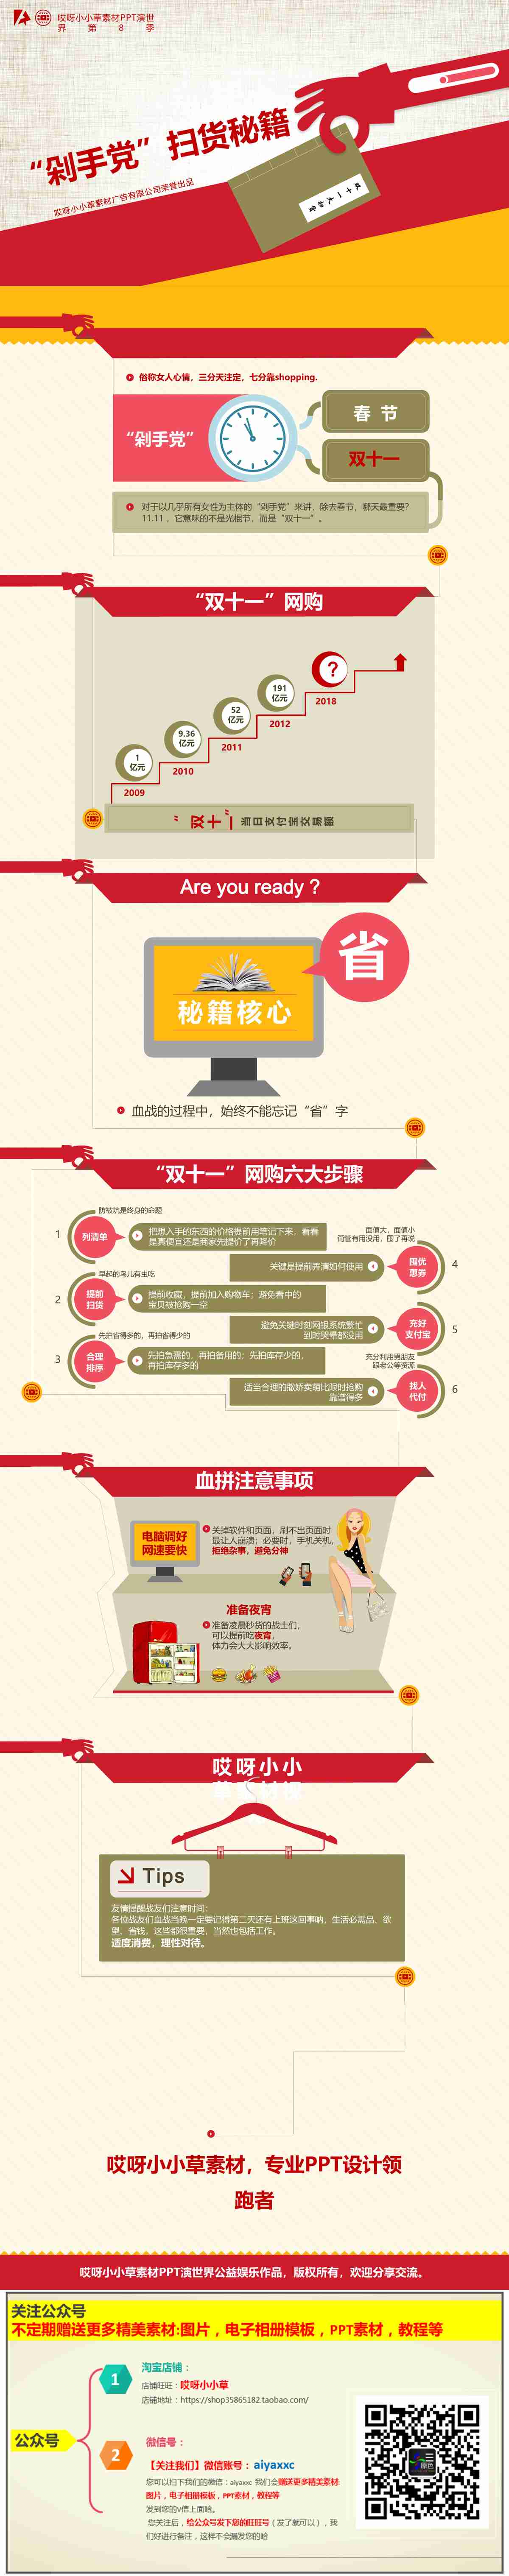 哎呀小小草素材PPT演世
界 第 8 季
“剁手党”扫货秘籍
哎呀小小草素材广告有限公司荣誉出品
双十一大加货
俗称女人心情，三分天注定，七分靠shopping.
“剁手党”
春 节
双十一
对于以几乎所有女性为主体的“剁手党”来讲，除去春节，哪天最重要？
11.11 ，它意味的不是光棍节，而是“双十一”。
“双十一”网购
?
2018
191
亿元
2012
52
亿元
2011
9.36
亿元
2010
1
亿元
2009
“双十一”当日支付宝交易额
Are you ready ?
省
秘籍核心
血战的过程中，始终不能忘记“省”字
“双十一”网购六大步骤
防被坑是终身的命题
1
列清单
把想入手的东西的价格提前用笔记下来，看看
是真便宜还是商家先提价了再降价
面值大，面值小
甭管有用没用，囤了再说
4
囤优
惠券
关键是提前弄清如何使用
早起的鸟儿有虫吃
2
提前
扫货
提前收藏，提前加入购物车；避免看中的
宝贝被抢购一空
5
充好
支付宝
避免关键时刻网银系统繁忙
到时哭晕都没用
先拍省得多的，再拍省得少的
3
合理
排序
先拍急需的，再拍备用的；先拍库存少的，
再拍库存多的
充分利用男朋友
跟老公等资源
6
找人
代付
适当合理的撒娇卖萌比限时抢购
靠谱得多
血拼注意事项
电脑调好
网速要快
关掉软件和页面，刷不出页面时
最让人崩溃；必要时，手机关机，
拒绝杂事，避免分神
准备夜宵
准备凌晨秒货的战士们，
可以提前吃夜宵，
体力会大大影响效率。
哎呀小小
草素材提
Tips
友情提醒战友们注意时间：
各位战友们血战当晚一定要记得第二天还有上班这回事呐，生活必需品、欲
望、省钱，这些都很重要，当然也包括工作。
适度消费，理性对待。
哎呀小小草素材，专业PPT设计领
跑者
哎呀小小草素材PPT演世界公益娱乐作品，版权所有，欢迎分享交流。
关注公众号
不定期赠送更多精美素材:图片，电子相册模板，PPT素材，教程等
公众号
1
淘宝店铺：
店铺旺旺：哎呀小小草
店铺地址：https://shop35865182.taobao.com/
2
微信号：
【关注我们】微信账号：aiyaxxc
您可以扫下我们的微信：aiyaxxc 我们会赠送更多精美素材:
图片，电子相册模板，PPT素材，教程等
发到您的V信上面哈。
您关注后，给公众号发下您的旺旺号（发了就可以），我
们好进行备注，这样不会漏发您的哈